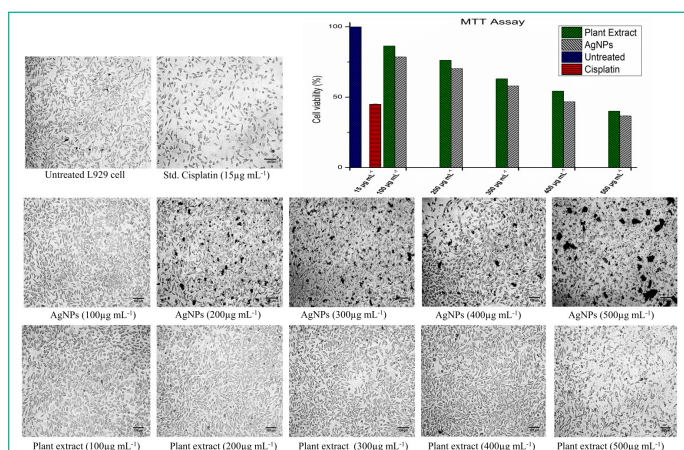 MTT Assay
Plant Extract
AgNPs
Untreated
Cisplatin
Cell viability (%)
100
50
0
15 µg mL⁻¹
100 µg mL⁻¹
200 µg mL⁻¹
300 µg mL⁻¹
400 µg mL⁻¹
500 µg mL⁻¹
Untreated L929 cell
Std. Cisplatin (15µg mL⁻¹)
AgNPs (100µg mL⁻¹)
AgNPs (200µg mL⁻¹)
AgNPs (300µg mL⁻¹)
AgNPs (400µg mL⁻¹)
AgNPs (500µg mL⁻¹)
Plant extract (100µg mL⁻¹)
Plant extract (200µg mL⁻¹)
Plant extract (300µg mL⁻¹)
Plant extract (400µg mL⁻¹)
Plant extract (500µg mL⁻¹)